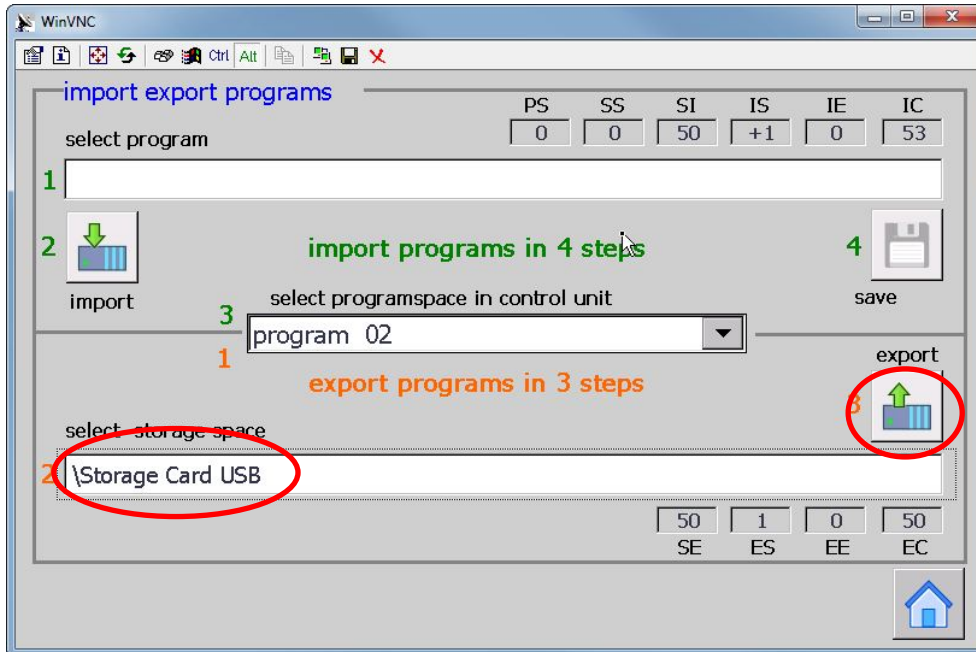 WinVNC
Ctrl Alt
import export programs
PS SS SI IS IE IC
0 0 50 +1 0 53
select program
1
2 import programs in 4 steps 4
import select programspace in control unit save
3
program 02
1 export
export programs in 3 steps
3
select storage space
2 \Storage Card USB
50 1 0 50
SE ES EE EC